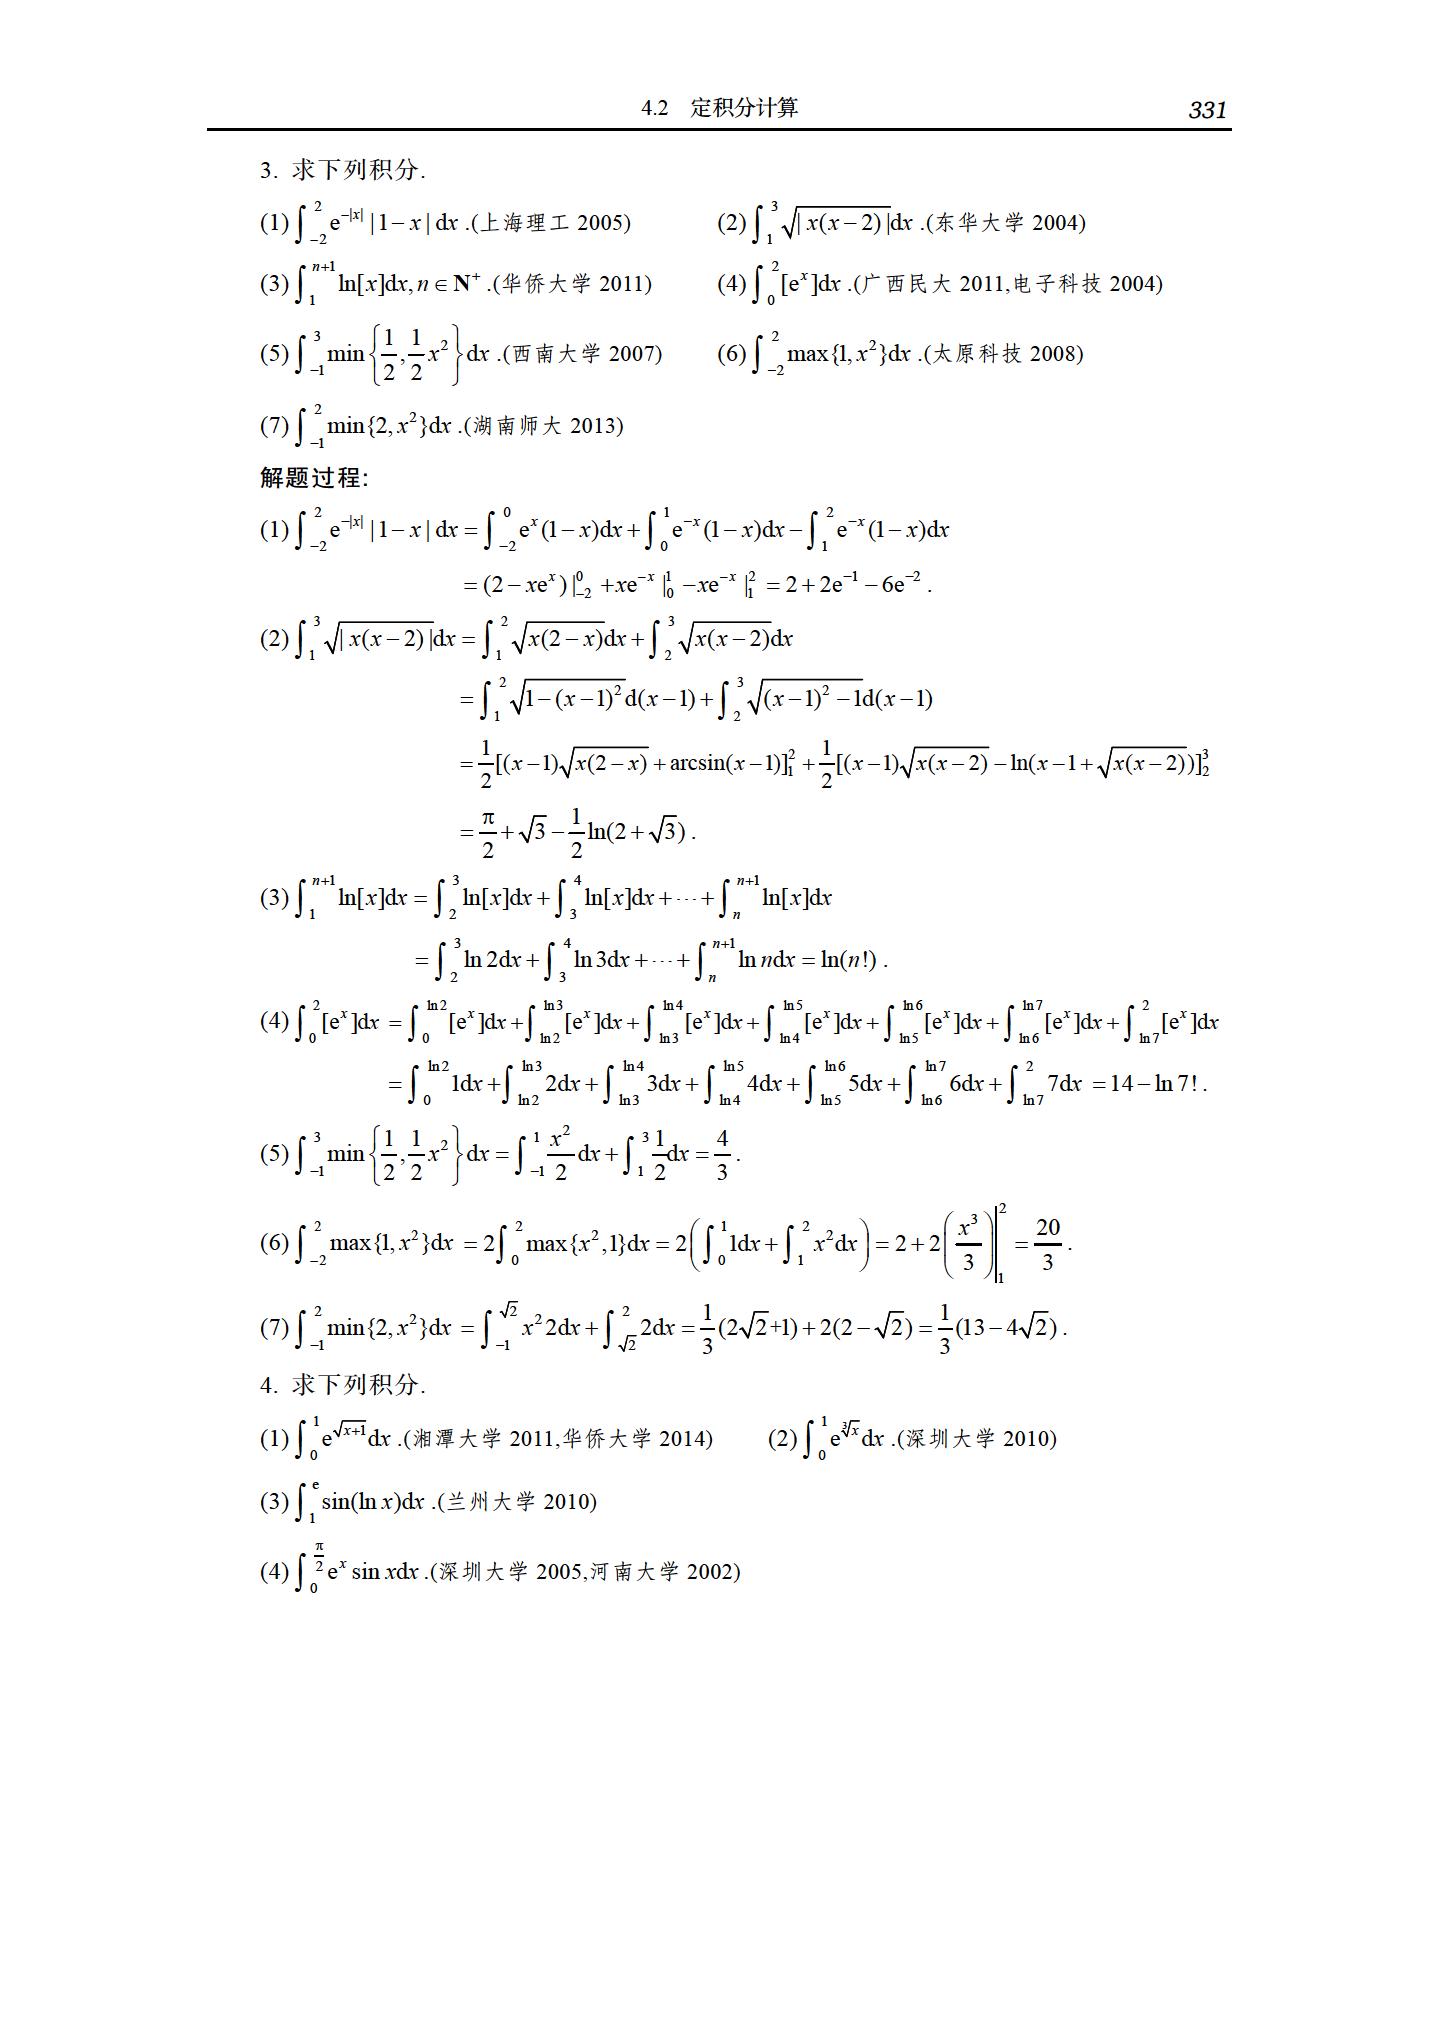 4.2 定积分计算 331
3. 求下列积分.
(1) $\int_{-2}^{2} e^{-|x|} |1-x| dx$ .(上海理工 2005) (2) $\int_{1}^{3} \sqrt{|x(x-2)|} dx$ .(东华大学 2004)
(3) $\int_{1}^{n+1} \ln[x] dx, n \in \mathbf{N}^{+}$ .(华侨大学 2011) (4) $\int_{0}^{2} [e^{x}] dx$ .(广西民大 2011,电子科技 2004)
(5) $\int_{-1}^{3} \min\left\{\frac{1}{2}, \frac{1}{2}x^{2}\right\} dx$ .(西南大学 2007) (6) $\int_{-2}^{2} \max\{1, x^{2}\} dx$ .(太原科技 2008)
(7) $\int_{-1}^{2} \min\{2, x^{2}\} dx$ .(湖南师大 2013)
解题过程:
(1) $\int_{-2}^{2} e^{-|x|} |1-x| dx = \int_{-2}^{0} e^{x}(1-x) dx + \int_{0}^{1} e^{-x}(1-x) dx - \int_{1}^{2} e^{-x}(1-x) dx$
$= (2-xe^{x})|_{-2}^{0} + xe^{-x}|_{0}^{1} - xe^{-x}|_{1}^{2} = 2 + 2e^{-1} - 6e^{-2}$ .
(2) $\int_{1}^{3} \sqrt{|x(x-2)|} dx = \int_{1}^{2} \sqrt{x(2-x)} dx + \int_{2}^{3} \sqrt{x(x-2)} dx$
$= \int_{1}^{2} \sqrt{1-(x-1)^{2}} d(x-1) + \int_{2}^{3} \sqrt{(x-1)^{2}-1} d(x-1)$
$= \frac{1}{2}[(x-1)\sqrt{x(2-x)} + \arcsin(x-1)]_{1}^{2} + \frac{1}{2}[(x-1)\sqrt{x(x-2)} - \ln(x-1+\sqrt{x(x-2)})]_{2}^{3}$
$= \frac{\pi}{2} + \sqrt{3} - \frac{1}{2}\ln(2+\sqrt{3})$ .
(3) $\int_{1}^{n+1} \ln[x] dx = \int_{2}^{3} \ln[x] dx + \int_{3}^{4} \ln[x] dx + \cdots + \int_{n}^{n+1} \ln[x] dx$
$= \int_{2}^{3} \ln 2 dx + \int_{3}^{4} \ln 3 dx + \cdots + \int_{n}^{n+1} \ln n dx = \ln(n!)$ .
(4) $\int_{0}^{2} [e^{x}] dx = \int_{0}^{\ln 2} [e^{x}] dx + \int_{\ln 2}^{\ln 3} [e^{x}] dx + \int_{\ln 3}^{\ln 4} [e^{x}] dx + \int_{\ln 4}^{\ln 5} [e^{x}] dx + \int_{\ln 5}^{\ln 6} [e^{x}] dx + \int_{\ln 6}^{\ln 7} [e^{x}] dx + \int_{\ln 7}^{2} [e^{x}] dx$
$= \int_{0}^{\ln 2} 1 dx + \int_{\ln 2}^{\ln 3} 2 dx + \int_{\ln 3}^{\ln 4} 3 dx + \int_{\ln 4}^{\ln 5} 4 dx + \int_{\ln 5}^{\ln 6} 5 dx + \int_{\ln 6}^{\ln 7} 6 dx + \int_{\ln 7}^{2} 7 dx = 14 - \ln 7!$ .
(5) $\int_{-1}^{3} \min\left\{\frac{1}{2}, \frac{1}{2}x^{2}\right\} dx = \int_{-1}^{1} \frac{x^{2}}{2} dx + \int_{1}^{3} \frac{1}{2} dx = \frac{4}{3}$ .
(6) $\int_{-2}^{2} \max\{1, x^{2}\} dx = 2\int_{0}^{2} \max\{x^{2}, 1\} dx = 2\left(\int_{0}^{1} 1 dx + \int_{1}^{2} x^{2} dx\right) = 2 + 2\left(\frac{x^{3}}{3}\right)\Big|_{1}^{2} = \frac{20}{3}$ .
(7) $\int_{-1}^{2} \min\{2, x^{2}\} dx = \int_{-1}^{\sqrt{2}} x^{2} 2 dx + \int_{\sqrt{2}}^{2} 2 dx = \frac{1}{3}(2\sqrt{2}+1) + 2(2-\sqrt{2}) = \frac{1}{3}(13-4\sqrt{2})$ .
4. 求下列积分.
(1) $\int_{0}^{1} e^{\sqrt{x+1}} dx$ .(湘潭大学 2011,华侨大学 2014) (2) $\int_{0}^{1} e^{\sqrt[3]{x}} dx$ .(深圳大学 2010)
(3) $\int_{1}^{e} \sin(\ln x) dx$ .(兰州大学 2010)
(4) $\int_{0}^{\frac{\pi}{2}} e^{x} \sin x dx$ .(深圳大学 2005,河南大学 2002)